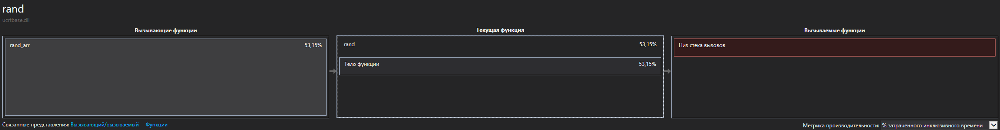 rand
ucrtbase.dll
Вызывающие функции
Текущая функция
Вызываемые функции
rand_arr 53,15%
rand 53,15%
Тело функции 53,15%
Низ стека вызовов
Связанные представления: Вызывающий/вызываемый Функции
Метрика производительности: % затраченного инклюзивного времени